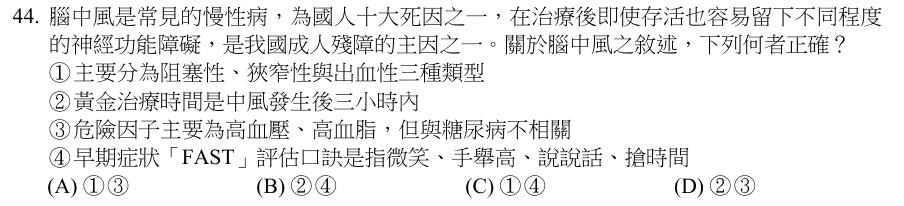 44. 腦中風是常見的慢性病，為國人十大死因之一，在治療後即使存活也容易留下不同程度
的神經功能障礙，是我國成人殘障的主因之一。關於腦中風之敘述，下列何者正確？
①主要分為阻塞性、狹窄性與出血性三種類型
②黃金治療時間是中風發生後三小時內
③危險因子主要為高血壓、高血脂，但與糖尿病不相關
④早期症狀「FAST」評估口訣是指微笑、手舉高、說說話、搶時間
(A) ①③ (B) ②④ (C) ①④ (D) ②③